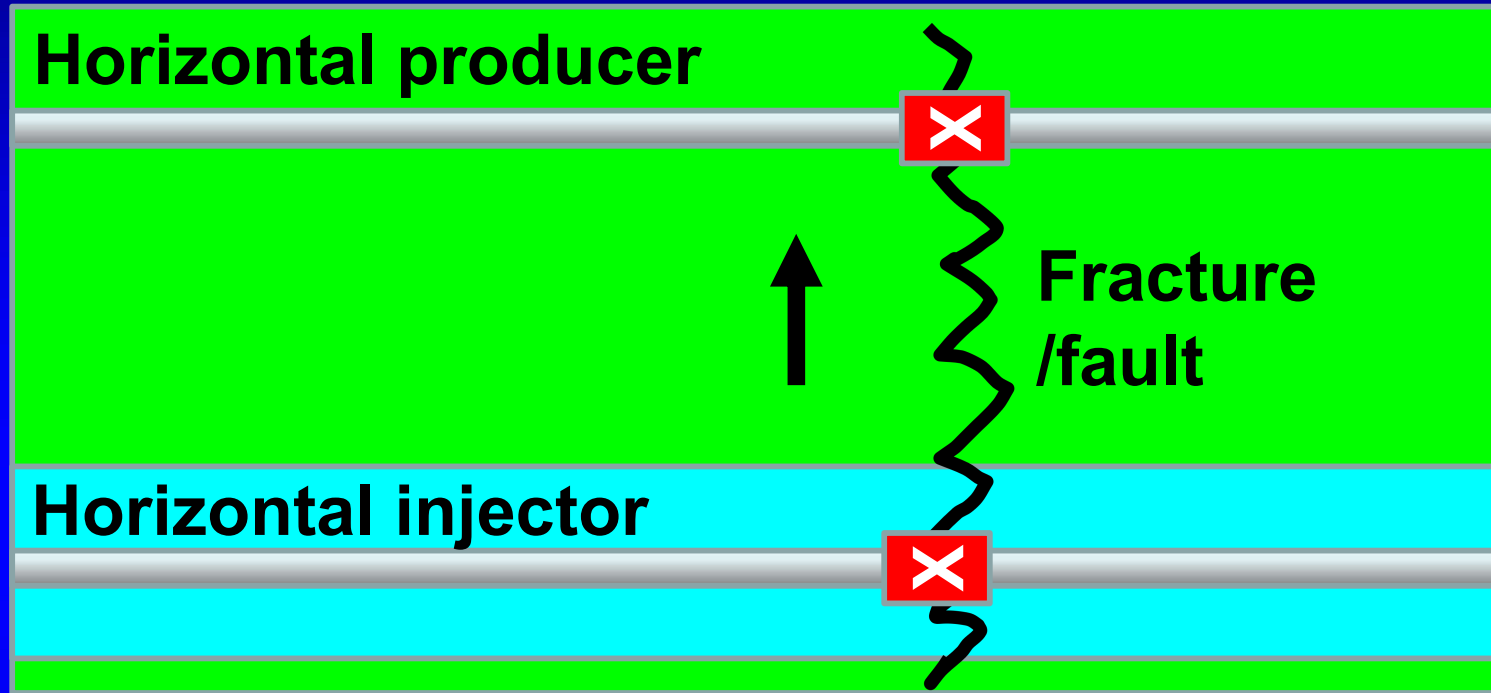 Horizontal producer
X
Fracture
/fault
Horizontal injector
X